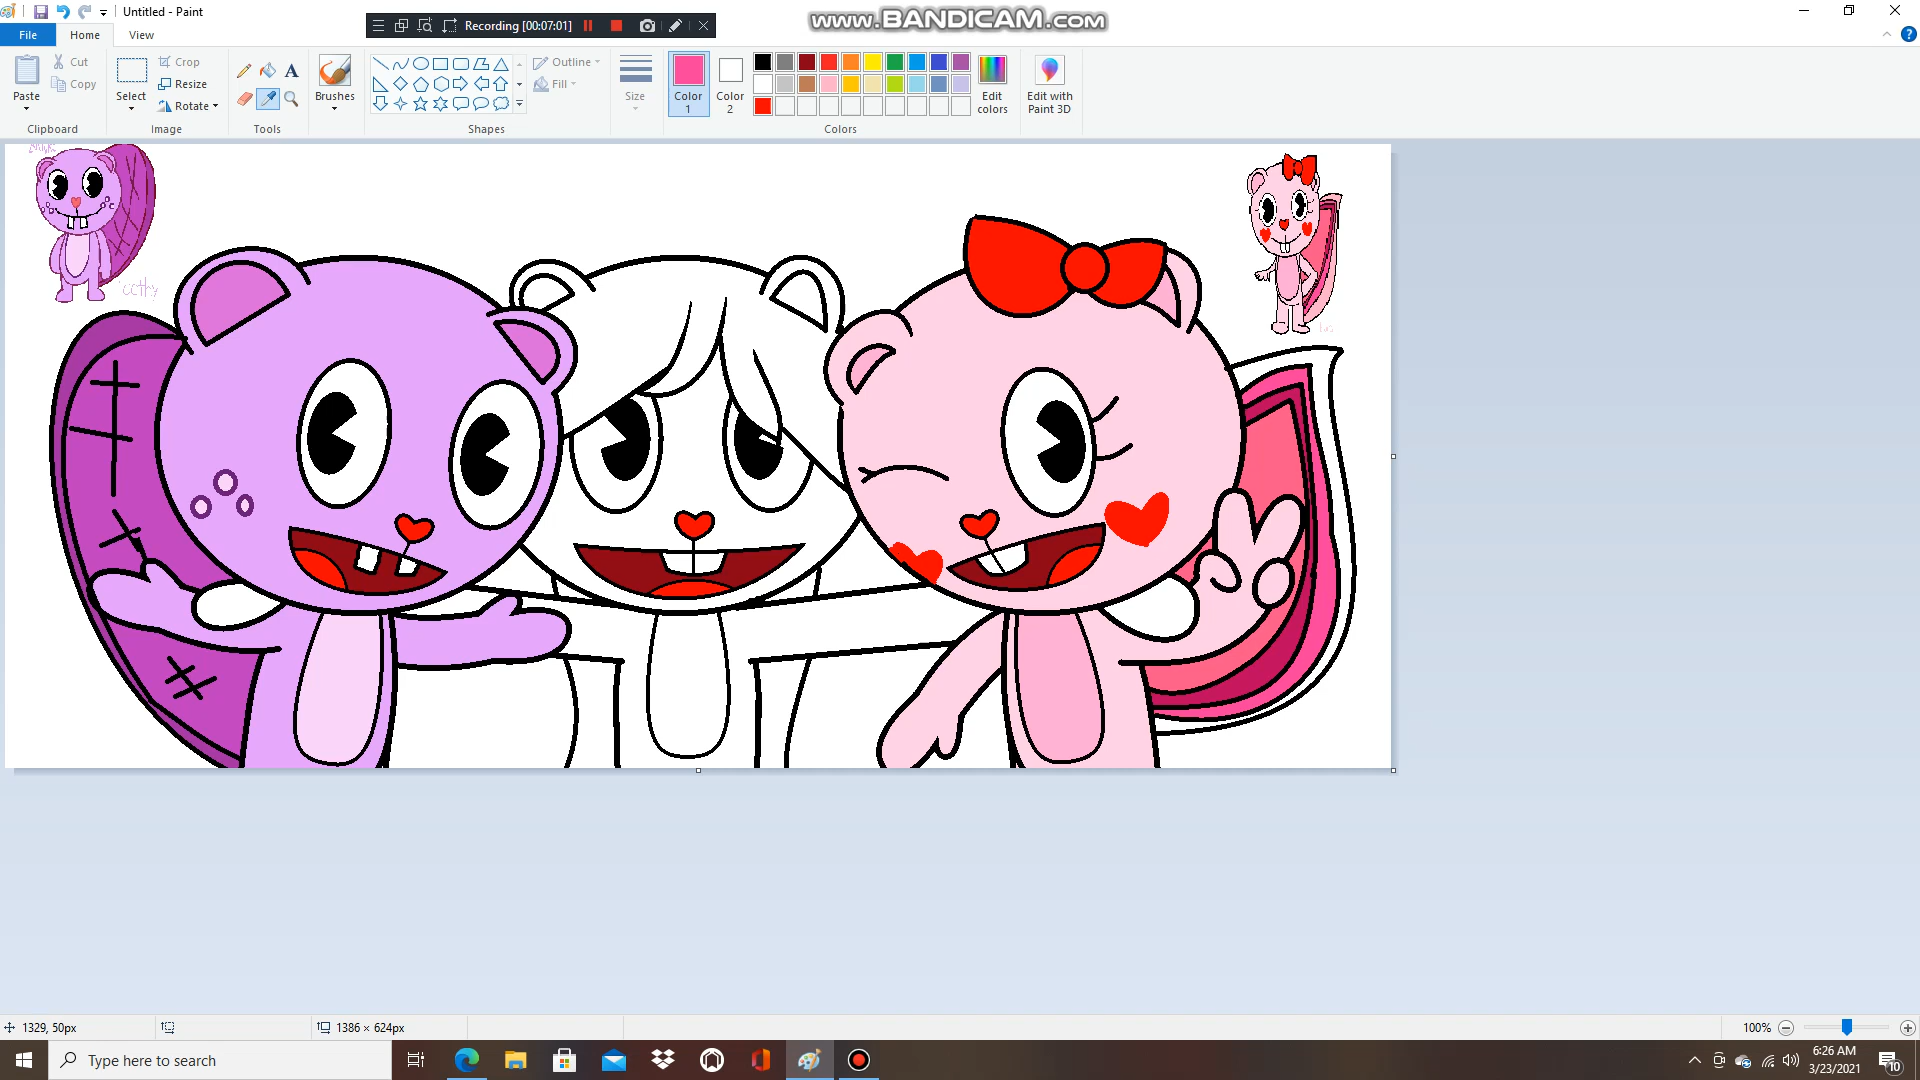 Untitled - Paint
Recording [00:07:01]
www.BANDICAM.com
File
Home
View
Paste
Cut
Copy
Clipboard
Select
Crop
Resize
Rotate
Image
A
Tools
Brushes
Shapes
Outline
Fill
Size
Color
1
Color
2
Colors
Edit
colors
Edit with
Paint 3D
1329, 50px
1386 × 624px
100%
Type here to search
6:26 AM
3/23/2021
10